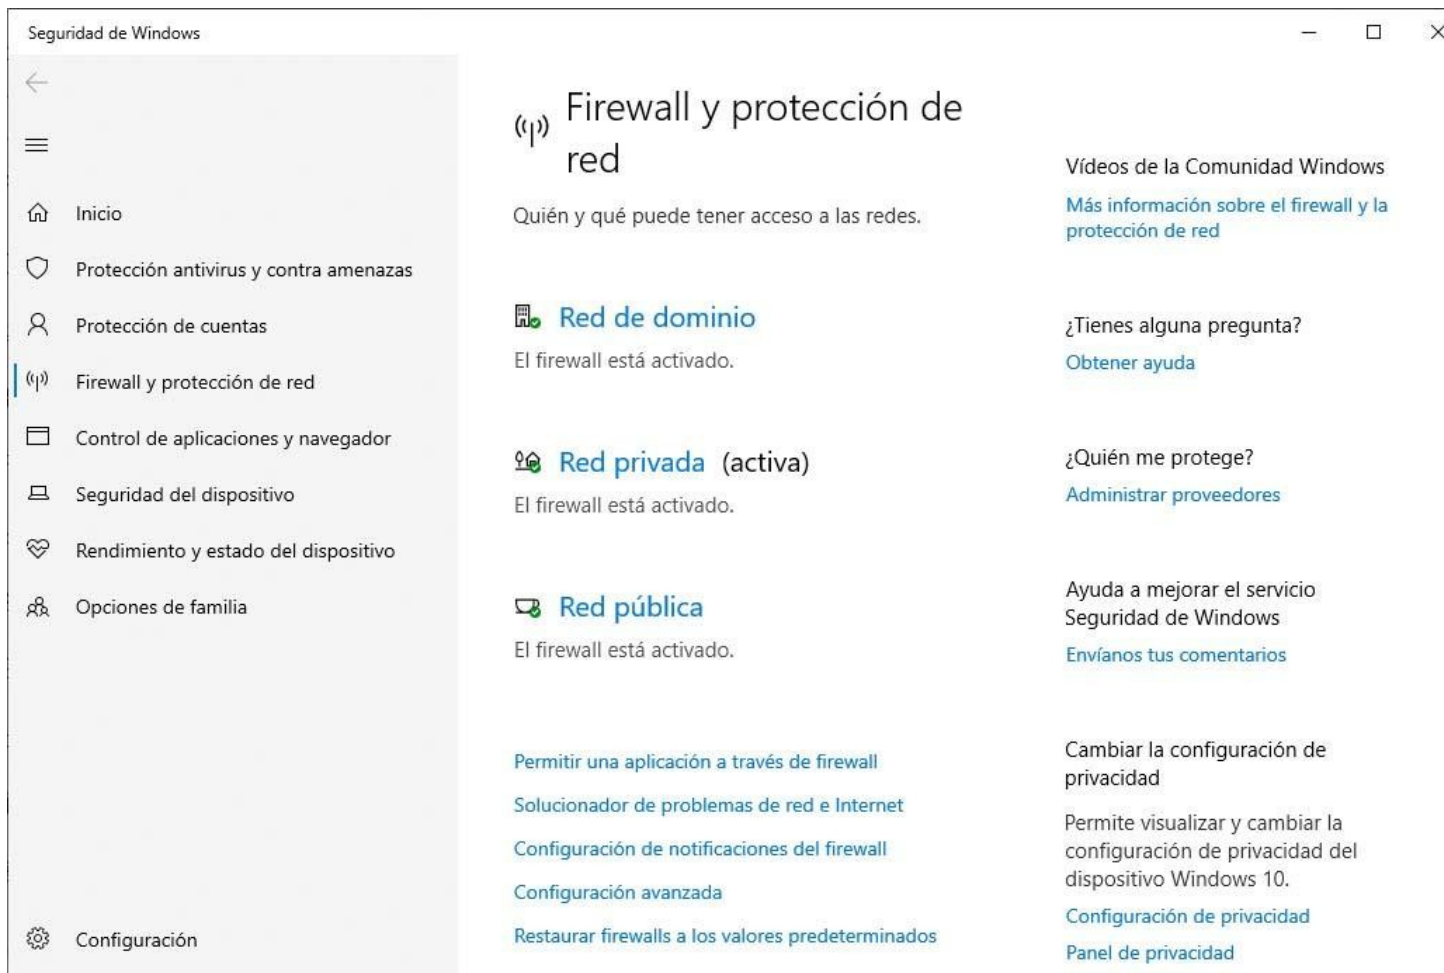 Seguridad de Windows
Inicio
Protección antivirus y contra amenazas
Protección de cuentas
Firewall y protección de red
Control de aplicaciones y navegador
Seguridad del dispositivo
Rendimiento y estado del dispositivo
Opciones de familia
Configuración
Firewall y protección de
red
Quién y qué puede tener acceso a las redes.
Red de dominio
El firewall está activado.
Red privada (activa)
El firewall está activado.
Red pública
El firewall está activado.
Permitir una aplicación a través de firewall
Solucionador de problemas de red e Internet
Configuración de notificaciones del firewall
Configuración avanzada
Restaurar firewalls a los valores predeterminados
Vídeos de la Comunidad Windows
Más información sobre el firewall y la
protección de red
¿Tienes alguna pregunta?
Obtener ayuda
¿Quién me protege?
Administrar proveedores
Ayuda a mejorar el servicio
Seguridad de Windows
Envíanos tus comentarios
Cambiar la configuración de
privacidad
Permite visualizar y cambiar la
configuración de privacidad del
dispositivo Windows 10.
Configuración de privacidad
Panel de privacidad